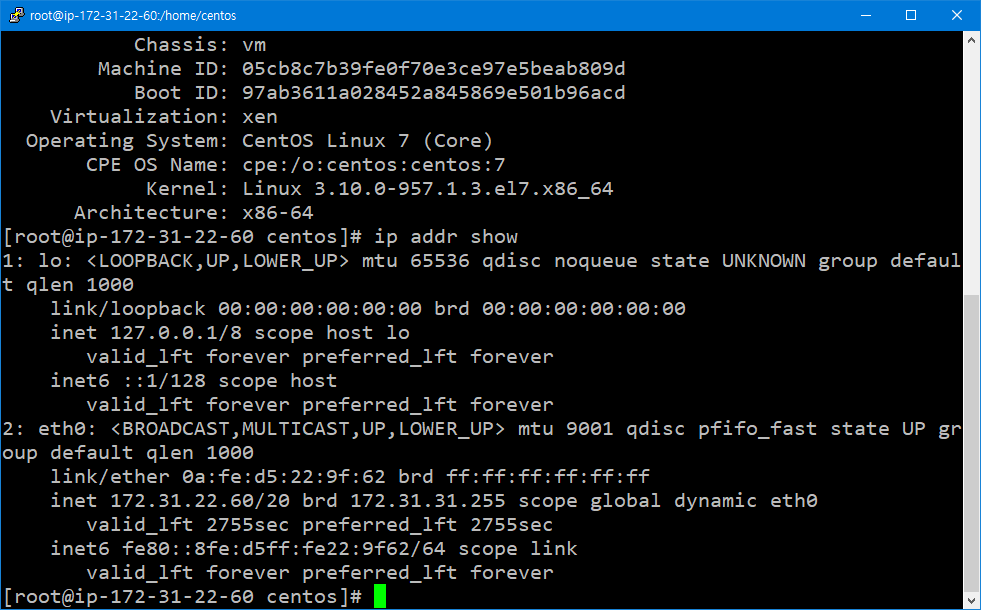 root@ip-172-31-22-60:/home/centos
Chassis: vm
Machine ID: 05cb8c7b39fe0f70e3ce97e5beab809d
Boot ID: 97ab3611a028452a845869e501b96acd
Virtualization: xen
Operating System: CentOS Linux 7 (Core)
CPE OS Name: cpe:/o:centos:centos:7
Kernel: Linux 3.10.0-957.1.3.el7.x86_64
Architecture: x86-64
[root@ip-172-31-22-60 centos]# ip addr show
1: lo: <LOOPBACK,UP,LOWER_UP> mtu 65536 qdisc noqueue state UNKNOWN group defaul
t qlen 1000
link/loopback 00:00:00:00:00:00 brd 00:00:00:00:00:00
inet 127.0.0.1/8 scope host lo
valid_lft forever preferred_lft forever
inet6 ::1/128 scope host
valid_lft forever preferred_lft forever
2: eth0: <BROADCAST,MULTICAST,UP,LOWER_UP> mtu 9001 qdisc pfifo_fast state UP gr
oup default qlen 1000
link/ether 0a:fe:d5:22:9f:62 brd ff:ff:ff:ff:ff:ff
inet 172.31.22.60/20 brd 172.31.31.255 scope global dynamic eth0
valid_lft 2755sec preferred_lft 2755sec
inet6 fe80::8fe:d5ff:fe22:9f62/64 scope link
valid_lft forever preferred_lft forever
[root@ip-172-31-22-60 centos]#